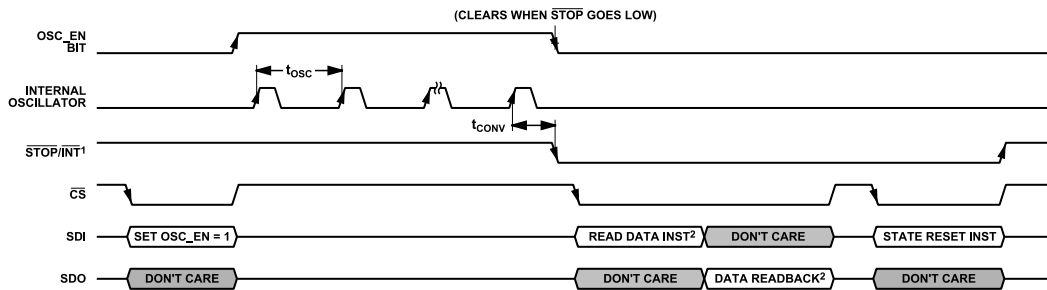 (CLEARS WHEN STOP GOES LOW)
OSC_EN
BIT
tOSC
INTERNAL
OSCILLATOR
tCONV
STOP/INT¹
CS
SDI
SET OSC_EN = 1
READ DATA INST²
DON'T CARE
STATE RESET INST
SDO
DON'T CARE
DON'T CARE
DATA READBACK²
DON'T CARE